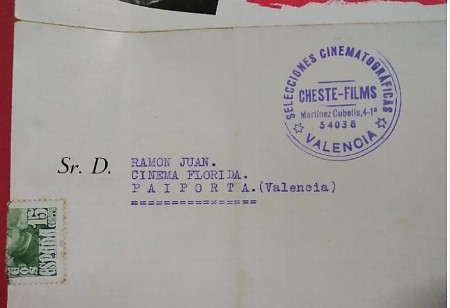 SELECCIONES CINEMATOGRÁFICAS
CHESTE-FILMS
Martínez Cubells, 4-1ª
54038
VALENCIA
Sr. D. RAMON JUAN.
CINEMA FLORIDA.
PAIPORTA.(Valencia)
================
ESPAÑA
15